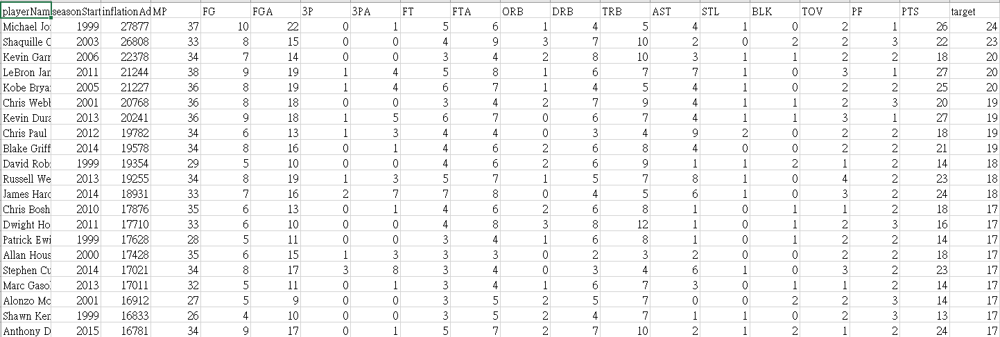 playerNam seasonStart inflationAd MP FG FGA 3P 3PA FT FTA ORB DRB TRB AST STL BLK TOV PF PTS target
Michael Jo 1999 27877 37 10 22 0 1 5 6 1 4 5 4 1 0 2 1 26 24
Shaquille C 2003 26808 33 8 15 0 0 4 9 3 7 10 2 0 2 2 3 22 23
Kevin Garr 2006 22378 34 7 14 0 0 3 4 2 8 10 3 1 1 2 2 18 20
LeBron Jar 2011 21244 38 9 19 1 4 5 8 1 6 7 7 1 0 3 1 27 20
Kobe Brya 2005 21227 36 8 19 1 4 6 7 1 4 5 4 1 0 2 2 25 20
Chris Webb 2001 20768 36 8 18 0 0 3 4 2 7 9 4 1 1 2 3 20 19
Kevin Dura 2013 20241 36 9 18 1 5 6 7 0 6 7 4 1 1 3 1 27 19
Chris Paul 2012 19782 34 6 13 1 3 4 4 0 3 4 9 2 0 2 2 18 19
Blake Griff 2014 19578 34 8 16 0 1 4 6 2 6 8 4 0 0 2 2 21 19
David Rob 1999 19354 29 5 10 0 0 4 6 2 6 9 1 1 2 1 2 14 18
Russell We 2013 19255 34 8 19 1 3 5 7 1 5 7 8 1 0 4 2 23 18
James Hard 2014 18931 33 7 16 2 7 7 8 0 4 5 6 1 0 3 2 24 18
Chris Bosh 2010 17876 35 6 13 0 1 4 6 2 6 8 1 0 1 1 2 18 17
Dwight Ho 2011 17710 33 6 10 0 0 4 8 3 8 12 1 0 1 2 3 16 17
Patrick Ewi 1999 17628 28 5 11 0 0 3 4 1 6 8 1 0 1 2 2 14 17
Allan Hous 2000 17428 35 6 15 1 3 3 3 0 2 3 2 0 0 2 2 18 17
Stephen Cu 2014 17021 34 8 17 3 8 3 4 0 3 4 6 1 0 3 2 23 17
Marc Gaso 2013 17011 32 5 11 0 1 3 4 1 6 7 3 0 1 1 2 14 17
Alonzo Mo 2001 16912 27 5 9 0 0 3 5 2 5 7 0 0 2 2 3 14 17
Shawn Ker 1999 16833 26 4 10 0 0 3 5 2 4 7 1 1 0 2 3 13 17
Anthony D 2015 16781 34 9 17 0 1 5 7 2 7 10 2 1 2 1 2 24 17